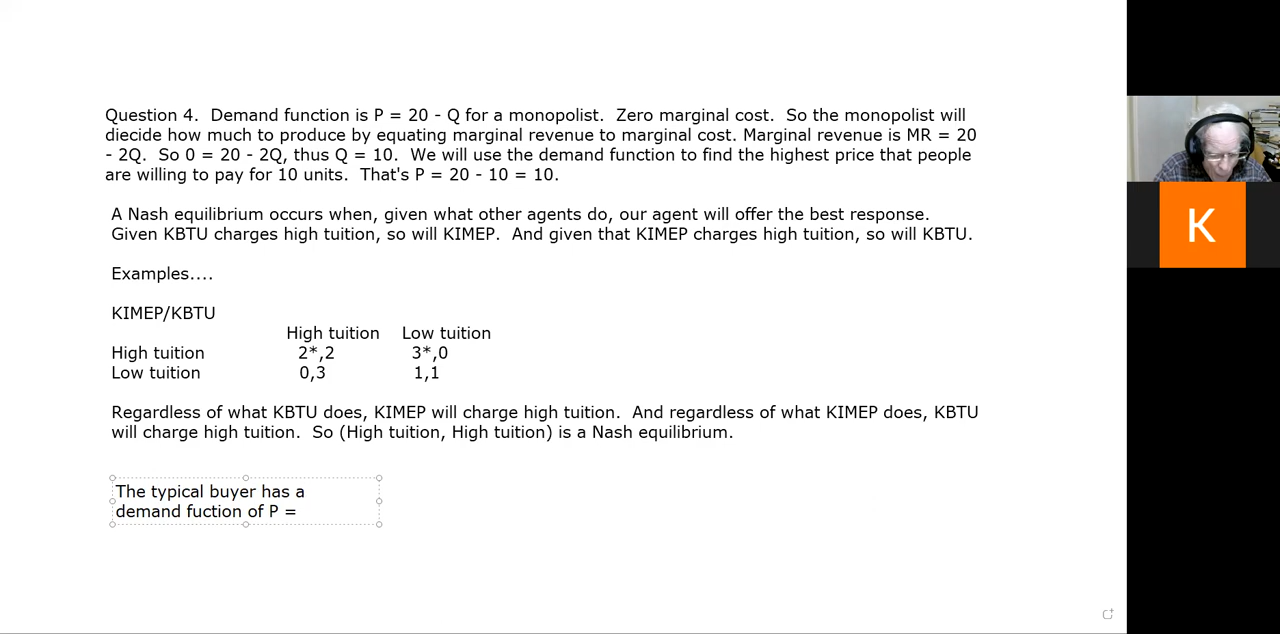 Question 4.  Demand function is P = 20 - Q for a monopolist.  Zero marginal cost.  So the monopolist will
diecide how much to produce by equating marginal revenue to marginal cost. Marginal revenue is MR = 20
- 2Q.  So 0 = 20 - 2Q, thus Q = 10.  We will use the demand function to find the highest price that people
are willing to pay for 10 units.  That's P = 20 - 10 = 10.
A Nash equilibrium occurs when, given what other agents do, our agent will offer the best response.
Given KBTU charges high tuition, so will KIMEP.  And given that KIMEP charges high tuition, so will KBTU.
Examples....
KIMEP/KBTU
High tuition Low tuition
High tuition 2*,2 3*,0
Low tuition 0,3 1,1
Regardless of what KBTU does, KIMEP will charge high tuition.  And regardless of what KIMEP does, KBTU
will charge high tuition.  So (High tuition, High tuition) is a Nash equilibrium.
The typical buyer has a
demand fuction of P =
K